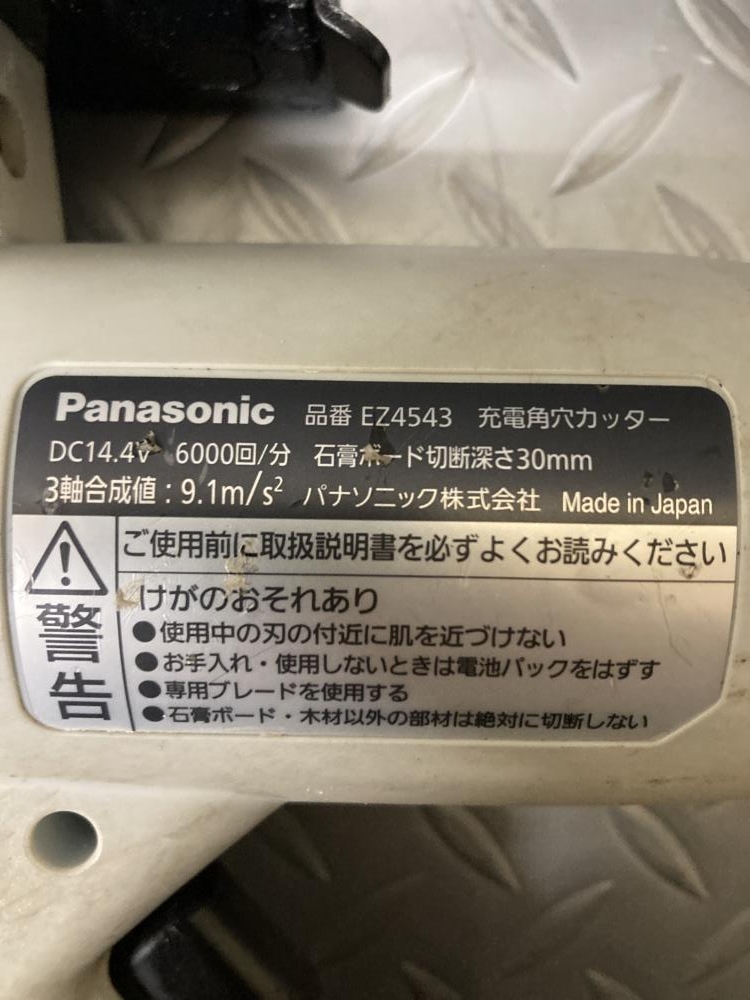 Panasonic 品番 EZ4543 充電角穴カッター
DC14.4V 6000回/分 石膏ボード切断深さ30mm
3軸合成値：9.1m/s² パナソニック株式会社 Made in Japan
ご使用前に取扱説明書を必ずよくお読みください
警告
けがのおそれあり
●使用中の刃の付近に肌を近づけない
●お手入れ・使用しないときは電池パックをはずす
●専用ブレードを使用する
●石膏ボード・木材以外の部材は絶対に切断しない